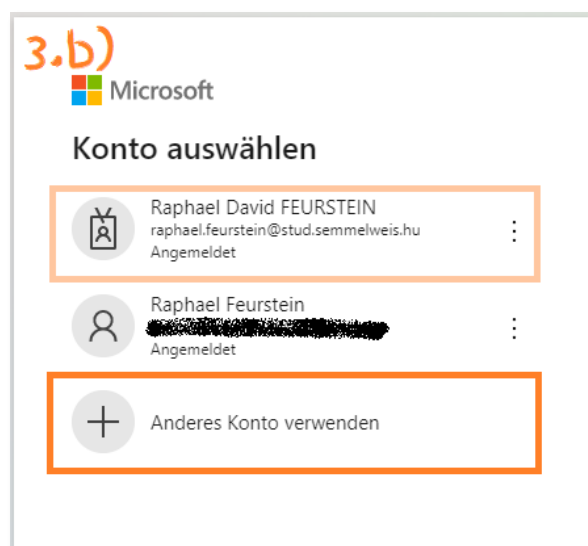 3.b)
Microsoft
Konto auswählen
Raphael David FEURSTEIN
raphael.feurstein@stud.semmelweis.hu
Angemeldet
Raphael Feurstein
Angemeldet
Anderes Konto verwenden